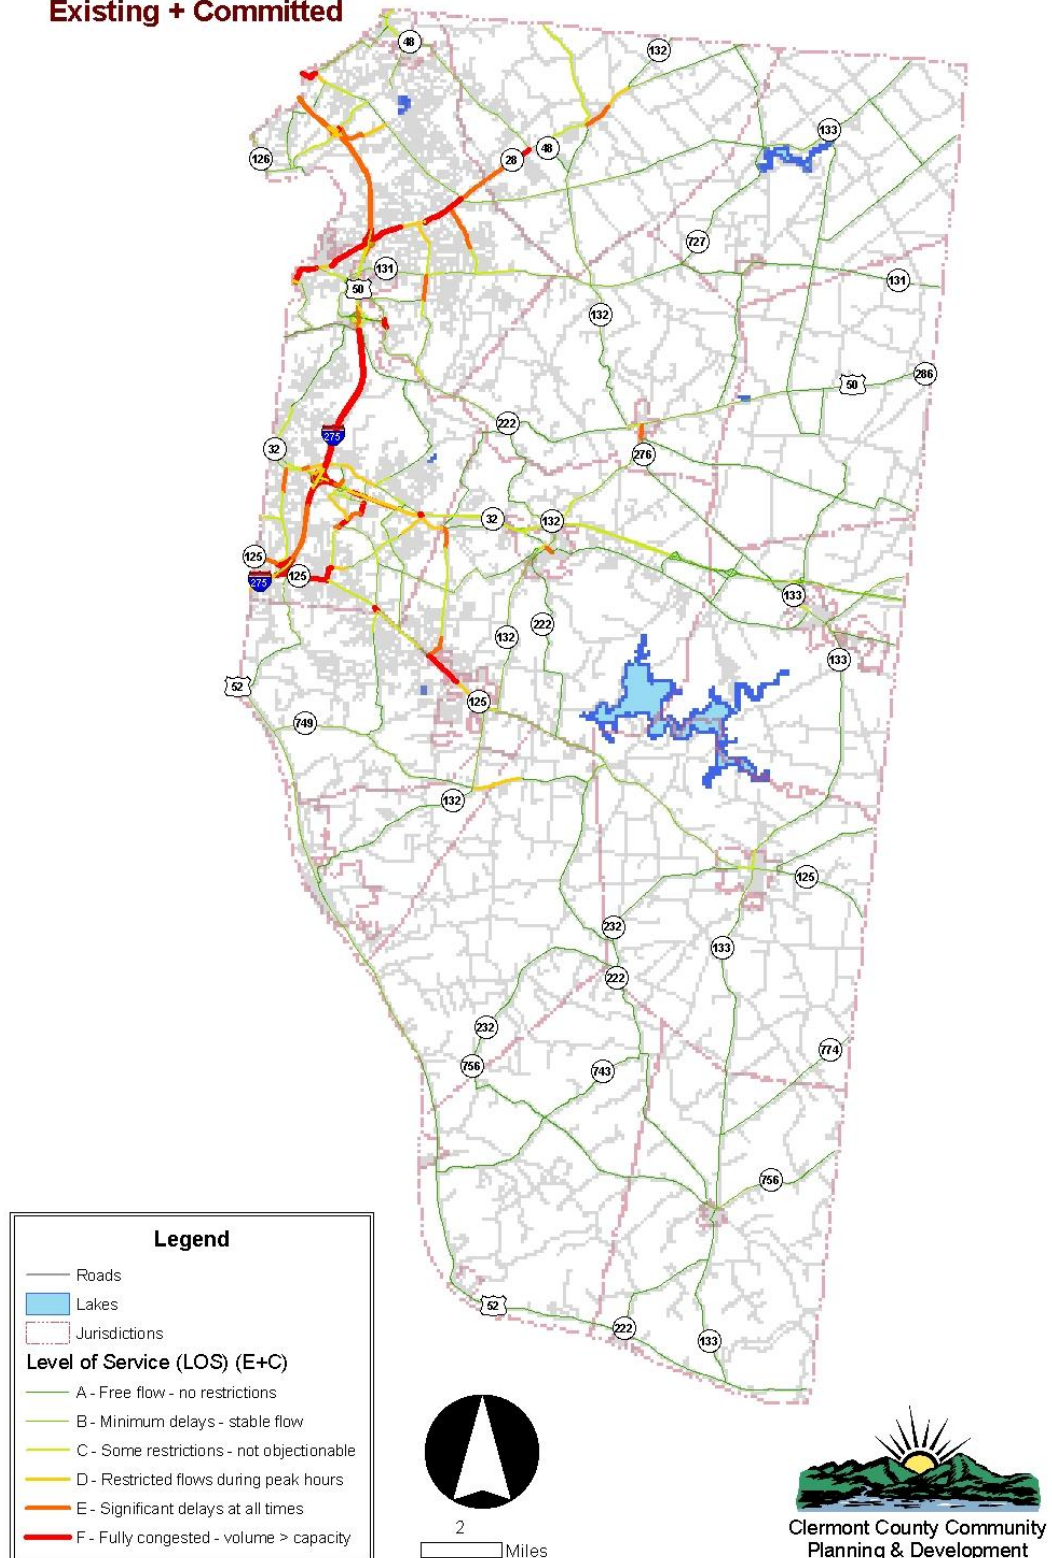 Existing + Committed
48
132
133
126
28
48
727
131
131
50
132
286
50
222
32
275
276
32
132
125
275
125
133
132
222
133
52
125
749
132
125
232
133
222
232
756
743
774
756
52
222
133
Legend
Roads
Lakes
Jurisdictions
Level of Service (LOS) (E+C)
A - Free flow - no restrictions
B - Minimum delays - stable flow
C - Some restrictions - not objectionable
D - Restricted flows during peak hours
E - Significant delays at all times
F - Fully congested - volume > capacity
2
Miles
Clermont County Community
Planning & Development